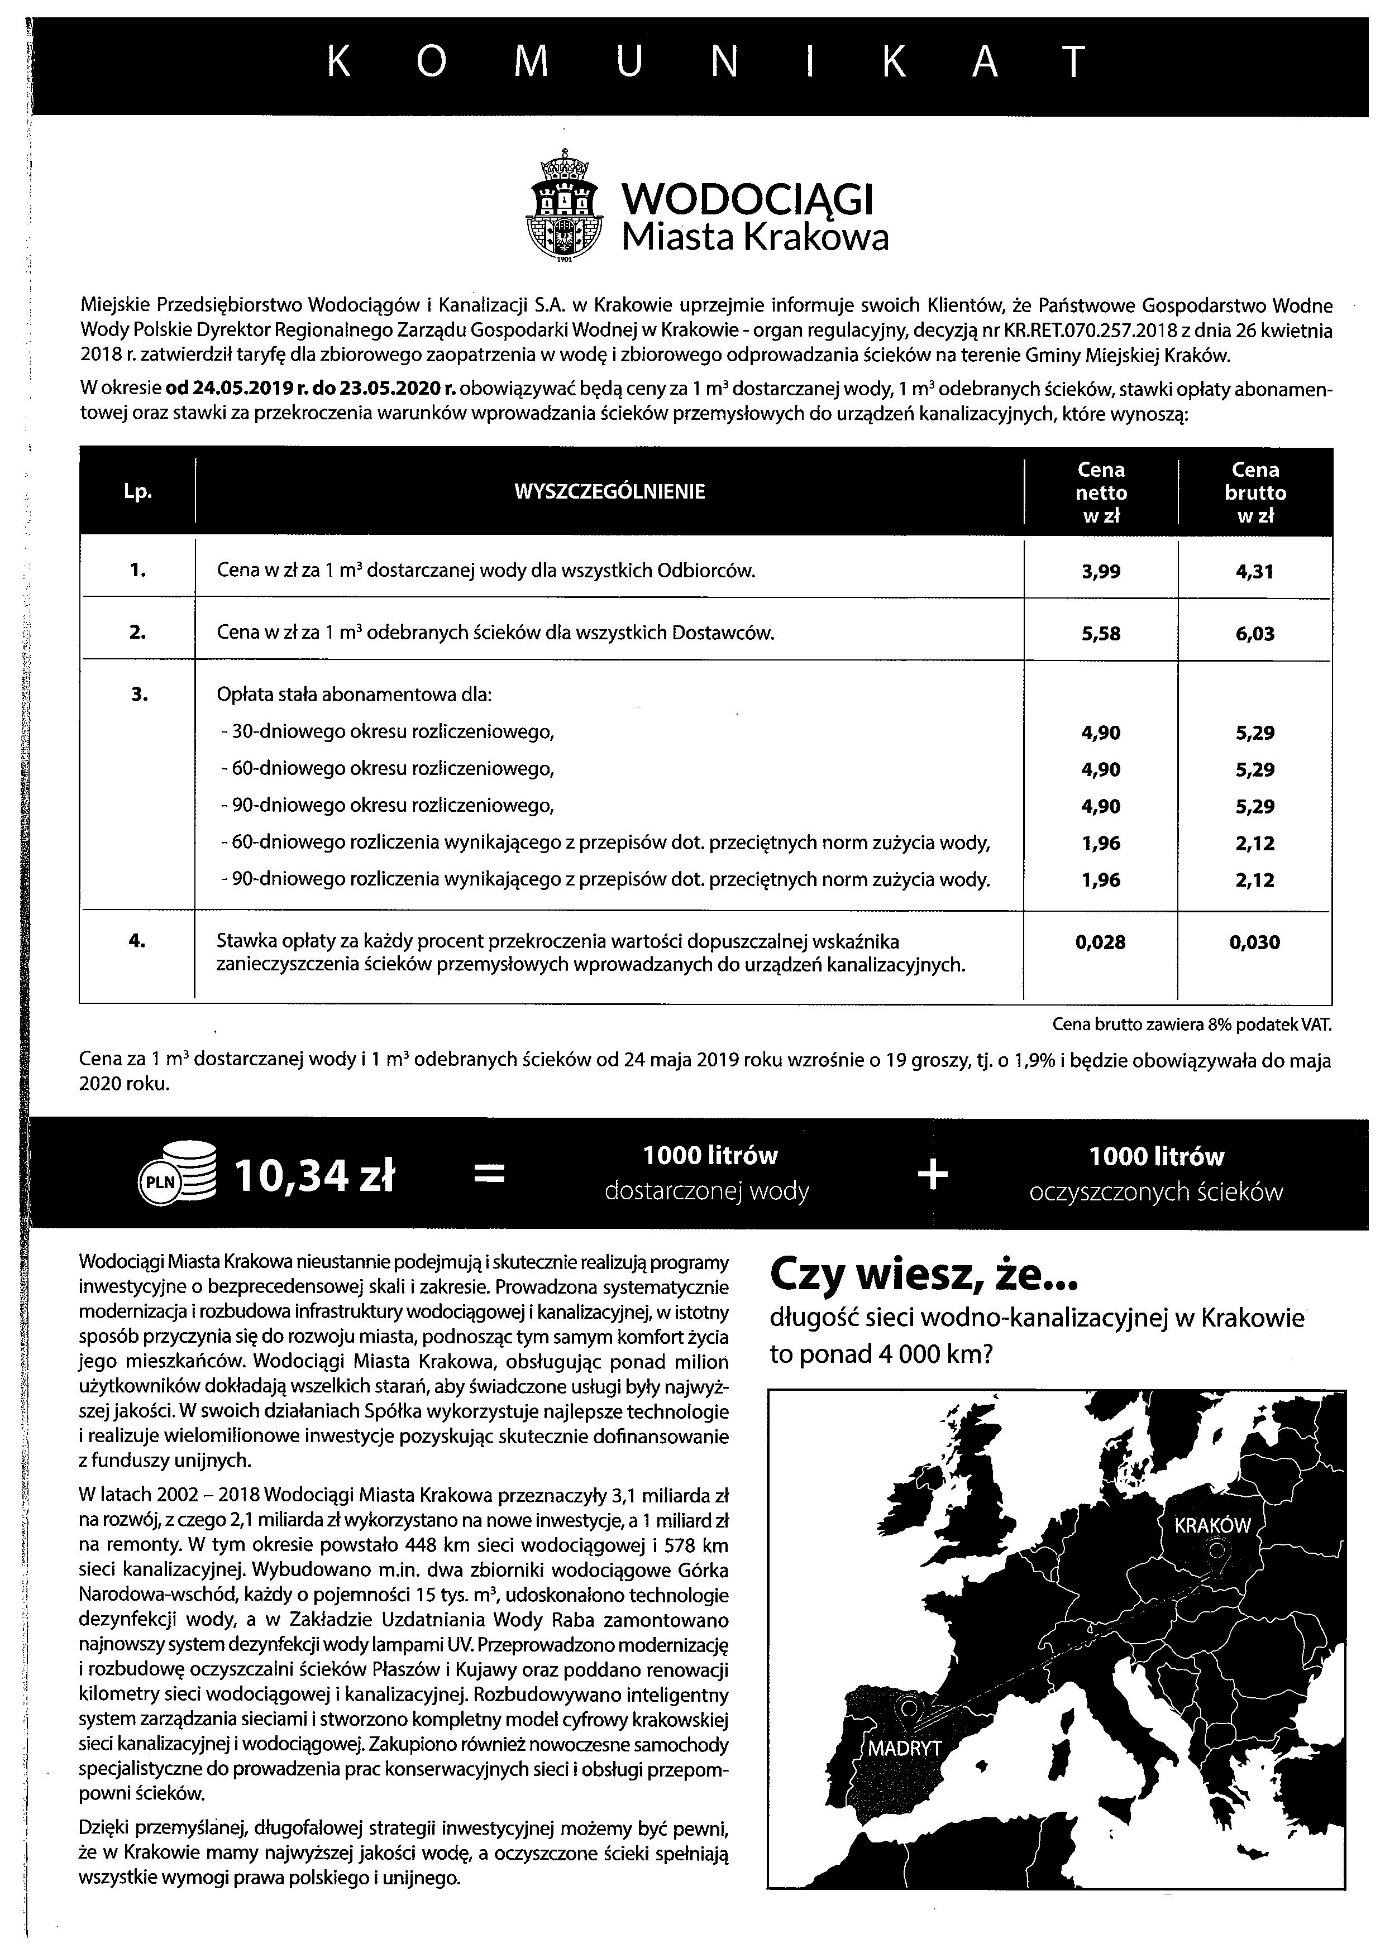 KOMUNIKAT
WODOCIĄGI
Miasta Krakowa
1901
Miejskie Przedsiębiorstwo Wodociągów i Kanalizacji S.A. w Krakowie uprzejmie informuje swoich Klientów, że Państwowe Gospodarstwo Wodne
Wody Polskie Dyrektor Regionalnego Zarządu Gospodarki Wodnej w Krakowie - organ regulacyjny, decyzją nr KR.RET.070.257.2018 z dnia 26 kwietnia
2018 r. zatwierdził taryfę dla zbiorowego zaopatrzenia w wodę i zbiorowego odprowadzania ścieków na terenie Gminy Miejskiej Kraków.
W okresie od 24.05.2019 r. do 23.05.2020 r. obowiązywać będą ceny za 1 m³ dostarczanej wody, 1 m³ odebranych ścieków, stawki opłaty abonamen-
towej oraz stawki za przekroczenia warunków wprowadzania ścieków przemysłowych do urządzeń kanalizacyjnych, które wynoszą:
Lp. WYSZCZEGÓLNIENIE Cena netto w zł Cena brutto w zł
1. Cena w zł za 1 m³ dostarczanej wody dla wszystkich Odbiorców. 3,99 4,31
2. Cena w zł za 1 m³ odebranych ścieków dla wszystkich Dostawców. 5,58 6,03
3. Opłata stała abonamentowa dla:
- 30-dniowego okresu rozliczeniowego, 4,90 5,29
- 60-dniowego okresu rozliczeniowego, 4,90 5,29
- 90-dniowego okresu rozliczeniowego, 4,90 5,29
- 60-dniowego rozliczenia wynikającego z przepisów dot. przeciętnych norm zużycia wody, 1,96 2,12
- 90-dniowego rozliczenia wynikającego z przepisów dot. przeciętnych norm zużycia wody. 1,96 2,12
4. Stawka opłaty za każdy procent przekroczenia wartości dopuszczalnej wskaźnika 0,028 0,030
zanieczyszczenia ścieków przemysłowych wprowadzanych do urządzeń kanalizacyjnych.
Cena brutto zawiera 8% podatek VAT.
Cena za 1 m³ dostarczanej wody i 1 m³ odebranych ścieków od 24 maja 2019 roku wzrośnie o 19 groszy, tj. o 1,9% i będzie obowiązywała do maja
2020 roku.
PLN 10,34 zł = 1000 litrów dostarczonej wody + 1000 litrów oczyszczonych ścieków
Wodociągi Miasta Krakowa nieustannie podejmują i skutecznie realizują programy
inwestycyjne o bezprecedensowej skali i zakresie. Prowadzona systematycznie
modernizacja i rozbudowa infrastruktury wodociągowej i kanalizacyjnej, w istotny
sposób przyczynia się do rozwoju miasta, podnosząc tym samym komfort życia
jego mieszkańców. Wodociągi Miasta Krakowa, obsługując ponad milion
użytkowników dokładają wszelkich starań, aby świadczone usługi były najwyż-
szej jakości. W swoich działaniach Spółka wykorzystuje najlepsze technologie
i realizuje wielomilionowe inwestycje pozyskując skutecznie dofinansowanie
z funduszy unijnych.
W latach 2002 – 2018 Wodociągi Miasta Krakowa przeznaczyły 3,1 miliarda zł
na rozwój, z czego 2,1 miliarda zł wykorzystano na nowe inwestycje, a 1 miliard zł
na remonty. W tym okresie powstało 448 km sieci wodociągowej i 578 km
sieci kanalizacyjnej. Wybudowano m.in. dwa zbiorniki wodociągowe Górka
Narodowa-wschód, każdy o pojemności 15 tys. m³, udoskonalono technologie
dezynfekcji wody, a w Zakładzie Uzdatniania Wody Raba zamontowano
najnowszy system dezynfekcji wody lampami UV. Przeprowadzono modernizację
i rozbudowę oczyszczalni ścieków Płaszów i Kujawy oraz poddano renowacji
kilometry sieci wodociągowej i kanalizacyjnej. Rozbudowywano inteligentny
system zarządzania sieciami i stworzono kompletny model cyfrowy krakowskiej
sieci kanalizacyjnej i wodociągowej. Zakupiono również nowoczesne samochody
specjalistyczne do prowadzenia prac konserwacyjnych sieci i obsługi przepom-
powni ścieków.
Dzięki przemyślanej, długofalowej strategii inwestycyjnej możemy być pewni,
że w Krakowie mamy najwyższej jakości wodę, a oczyszczone ścieki spełniają
wszystkie wymogi prawa polskiego i unijnego.
Czy wiesz, że...
długość sieci wodno-kanalizacyjnej w Krakowie
to ponad 4 000 km?
KRAKÓW
MADRYT